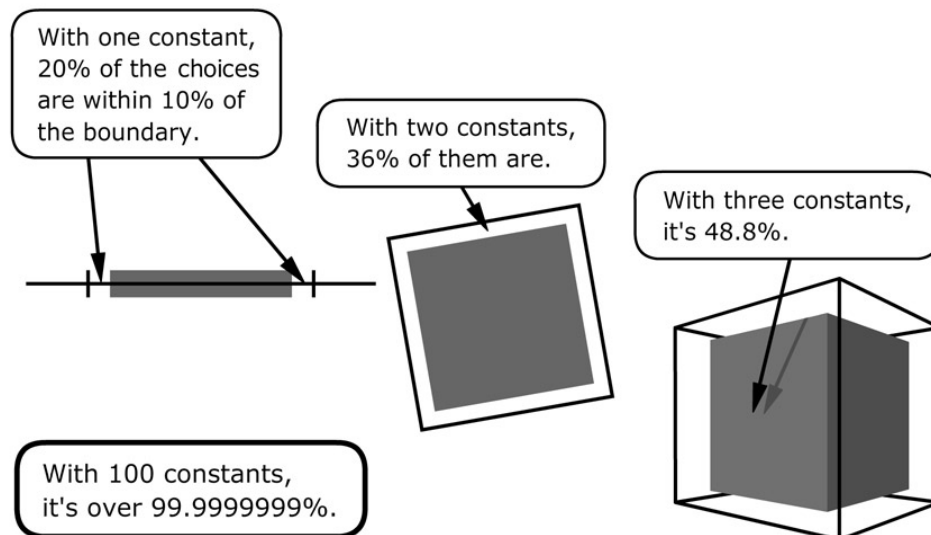 With one constant,
20% of the choices
are within 10% of
the boundary.
With two constants,
36% of them are.
With three constants,
it's 48.8%.
With 100 constants,
it's over 99.9999999%.